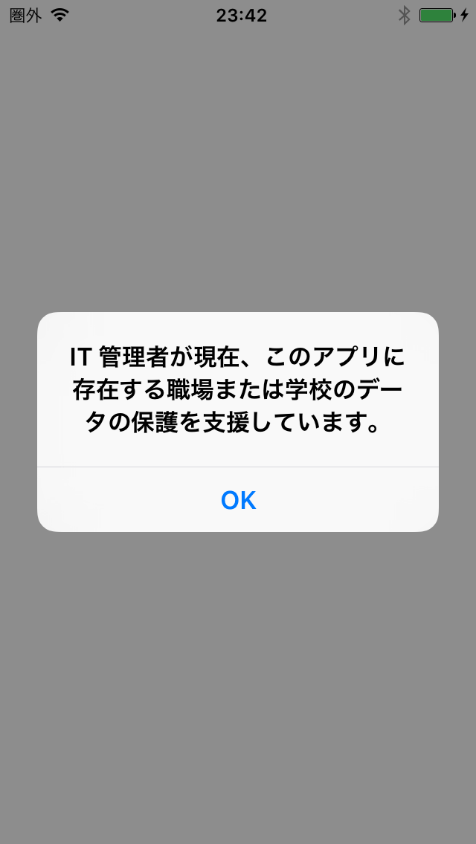 圏外 23:42
IT 管理者が現在、このアプリに
存在する職場または学校のデー
タの保護を支援しています。
OK